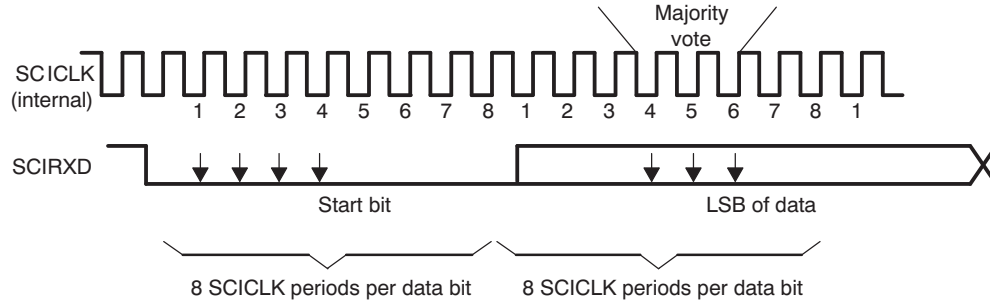 Majority
vote
SCICLK
(internal)
1 2 3 4 5 6 7 8 1 2 3 4 5 6 7 8 1
SCIRXD
Start bit
LSB of data
8 SCICLK periods per data bit
8 SCICLK periods per data bit